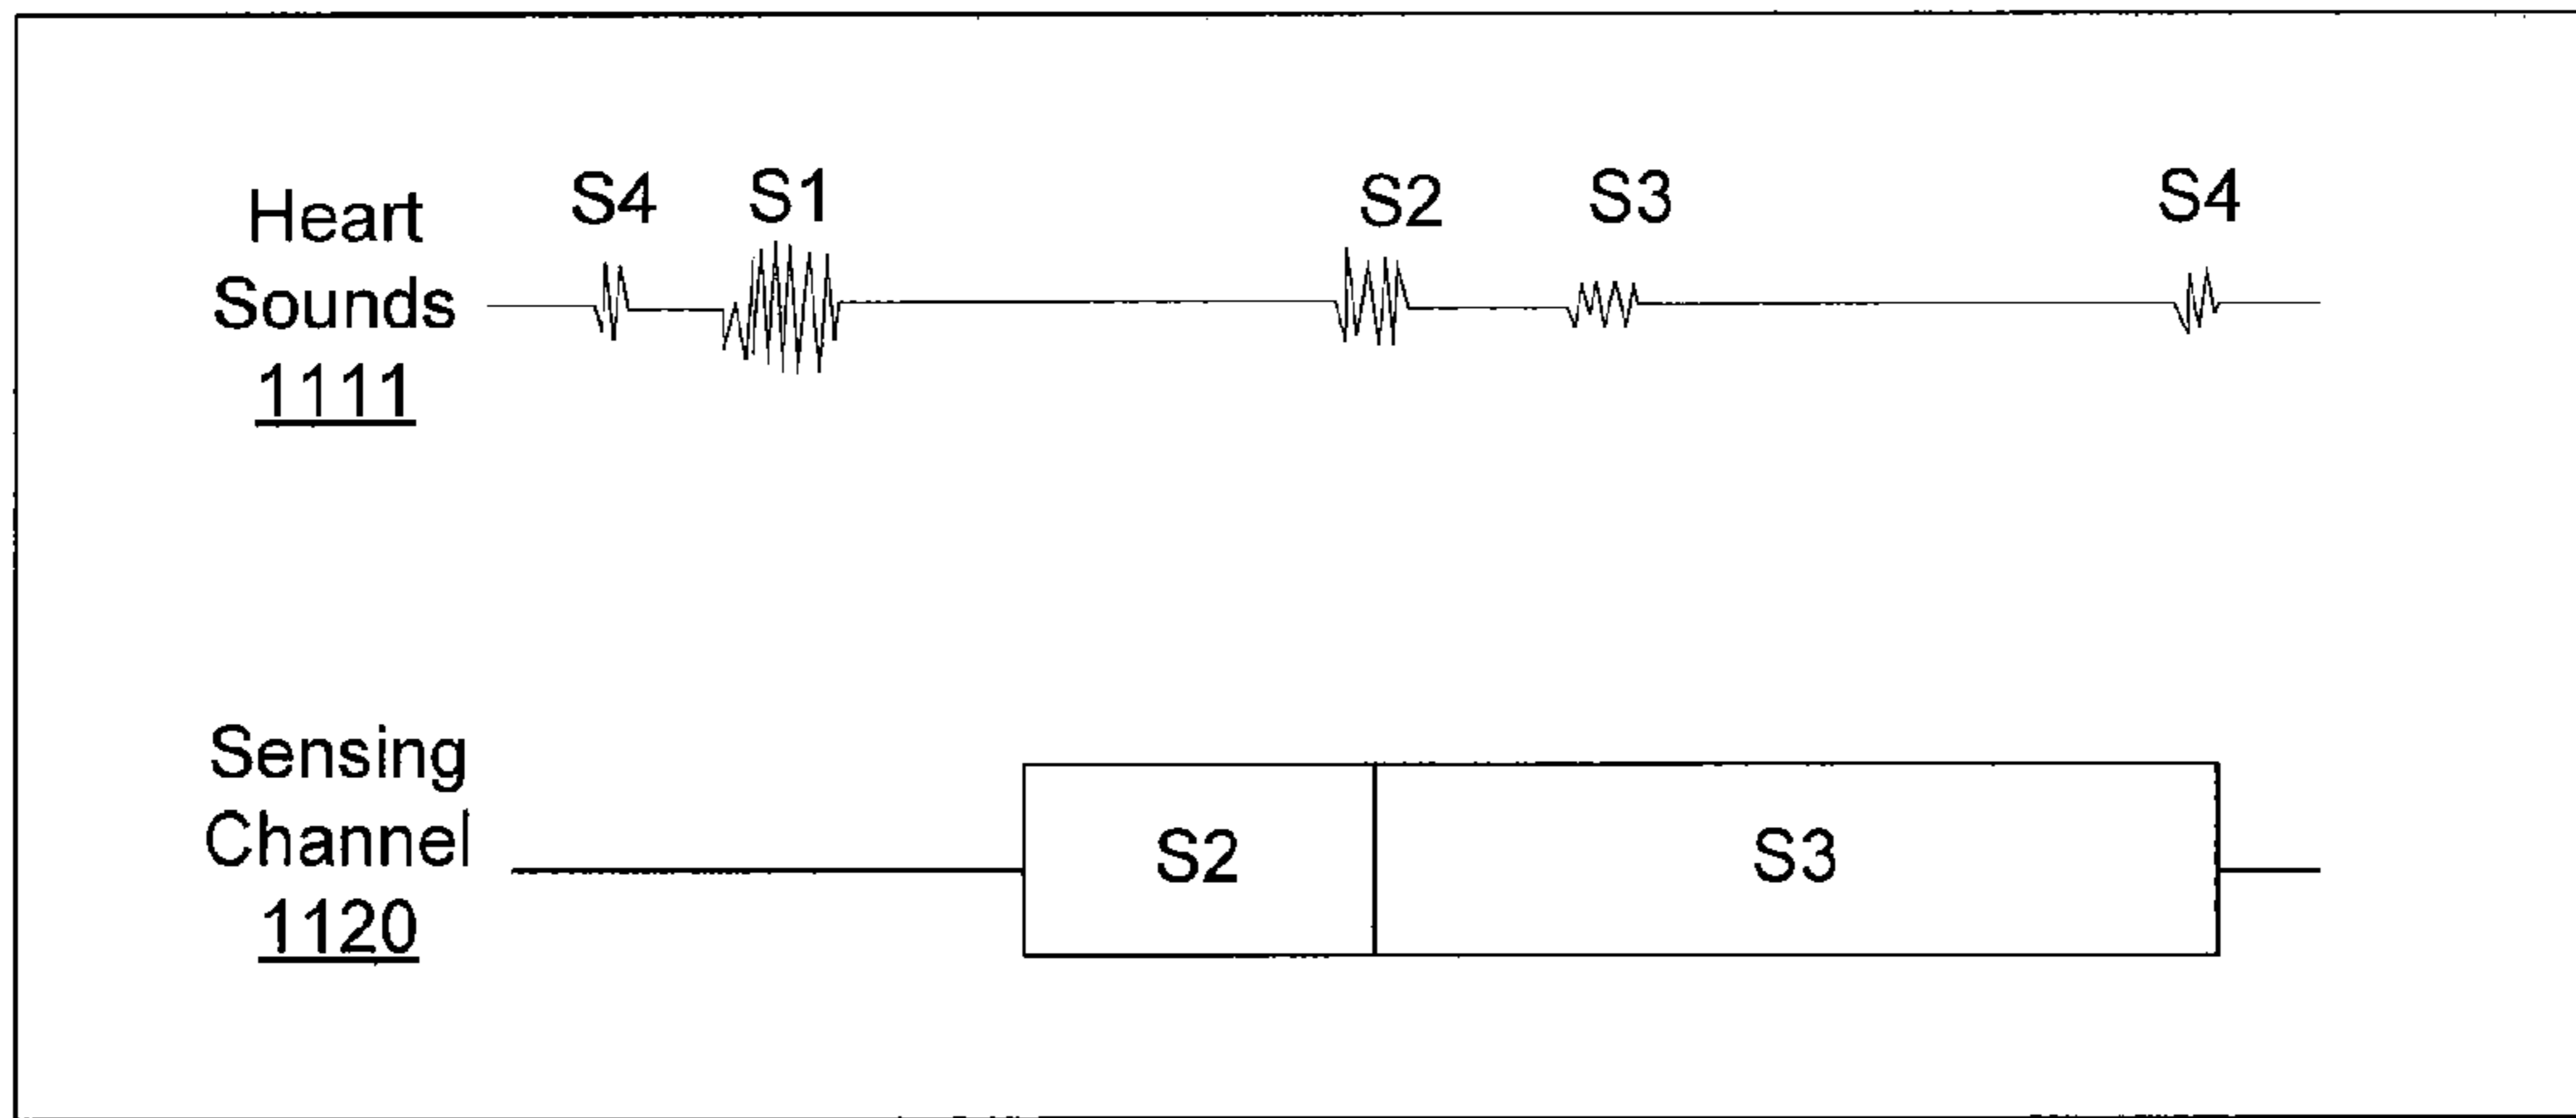 Heart
Sounds
1111
S4 S1 S2 S3 S4
Sensing
Channel
1120
S2 S3